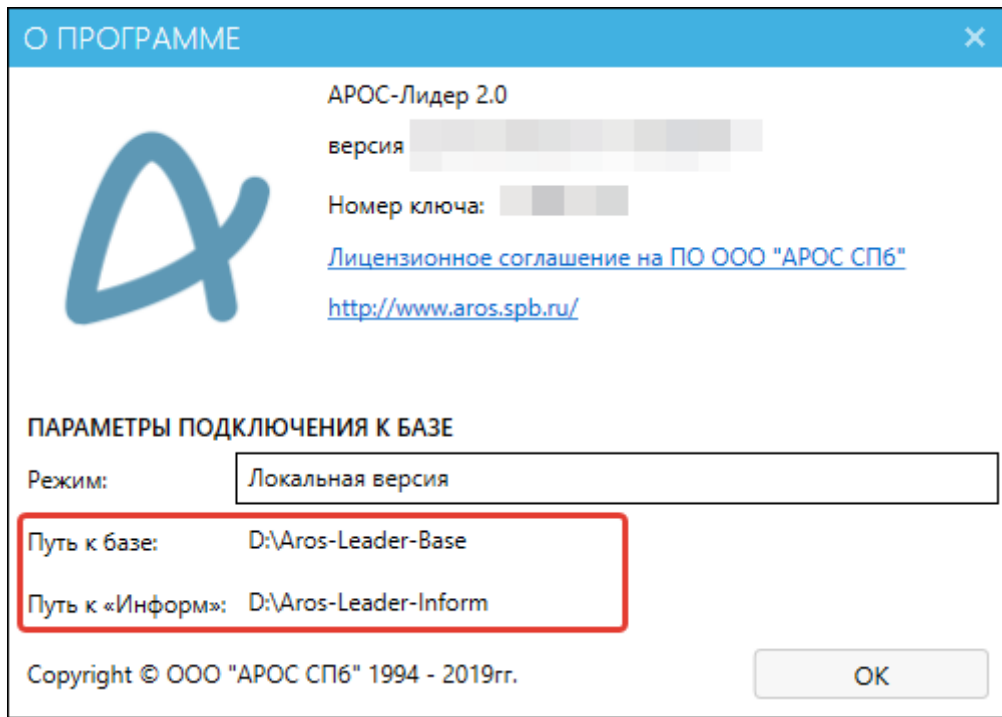 О ПРОГРАММЕ
АРОС-Лидер 2.0
версия
Номер ключа:
Лицензионное соглашение на ПО ООО "АРОС СПб"
http://www.aros.spb.ru/
ПАРАМЕТРЫ ПОДКЛЮЧЕНИЯ К БАЗЕ
Режим: Локальная версия
Путь к базе: D:\Aros-Leader-Base
Путь к «Информ»: D:\Aros-Leader-Inform
Copyright © ООО "АРОС СПб" 1994 - 2019гг.
ОК